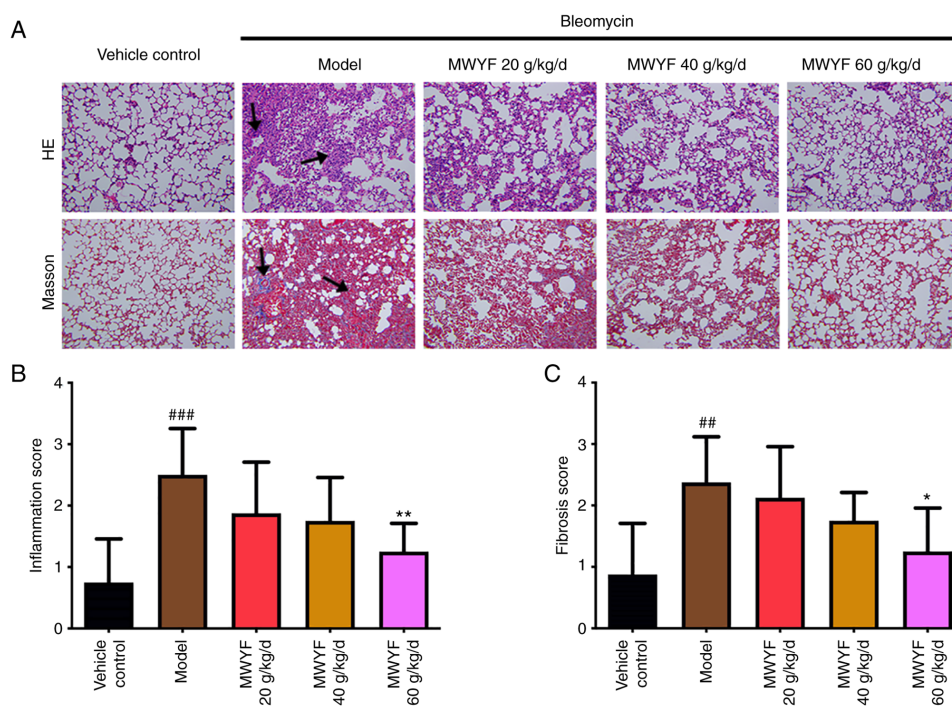 A
Bleomycin
Vehicle control
Model
MWYF 20 g/kg/d
MWYF 40 g/kg/d
MWYF 60 g/kg/d
HE
Masson
B
Inflammation score
4
3
2
1
0
###
**
Vehicle
control
Model
MWYF
20 g/kg/d
MWYF
40 g/kg/d
MWYF
60 g/kg/d
C
Fibrosis score
4
3
2
1
0
##
*
Vehicle
control
Model
MWYF
20 g/kg/d
MWYF
40 g/kg/d
MWYF
60 g/kg/d